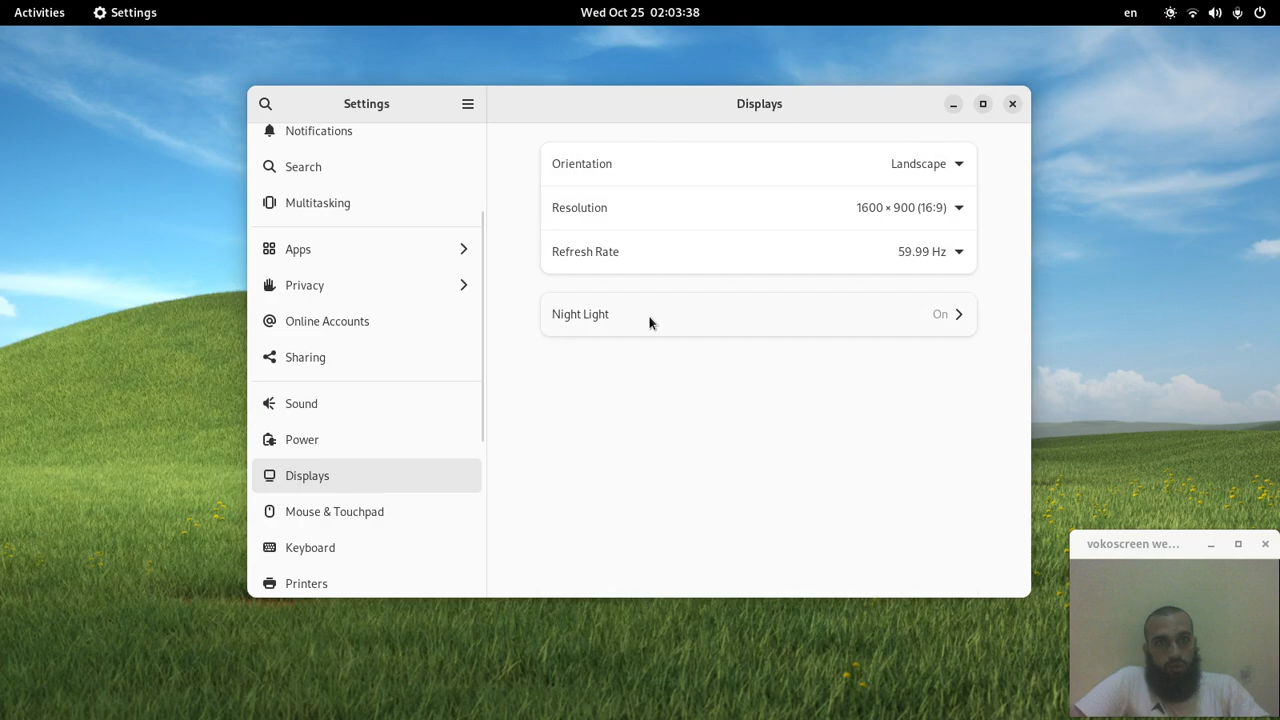 Activities
Settings
Wed Oct 25 02:03:38
en
Settings
Displays
Notifications
Search
Multitasking
Apps
Privacy
Online Accounts
Sharing
Sound
Power
Displays
Mouse & Touchpad
Keyboard
Printers
Orientation
Landscape
Resolution
1600 × 900 (16:9)
Refresh Rate
59.99 Hz
Night Light
On
vokoscreen we...